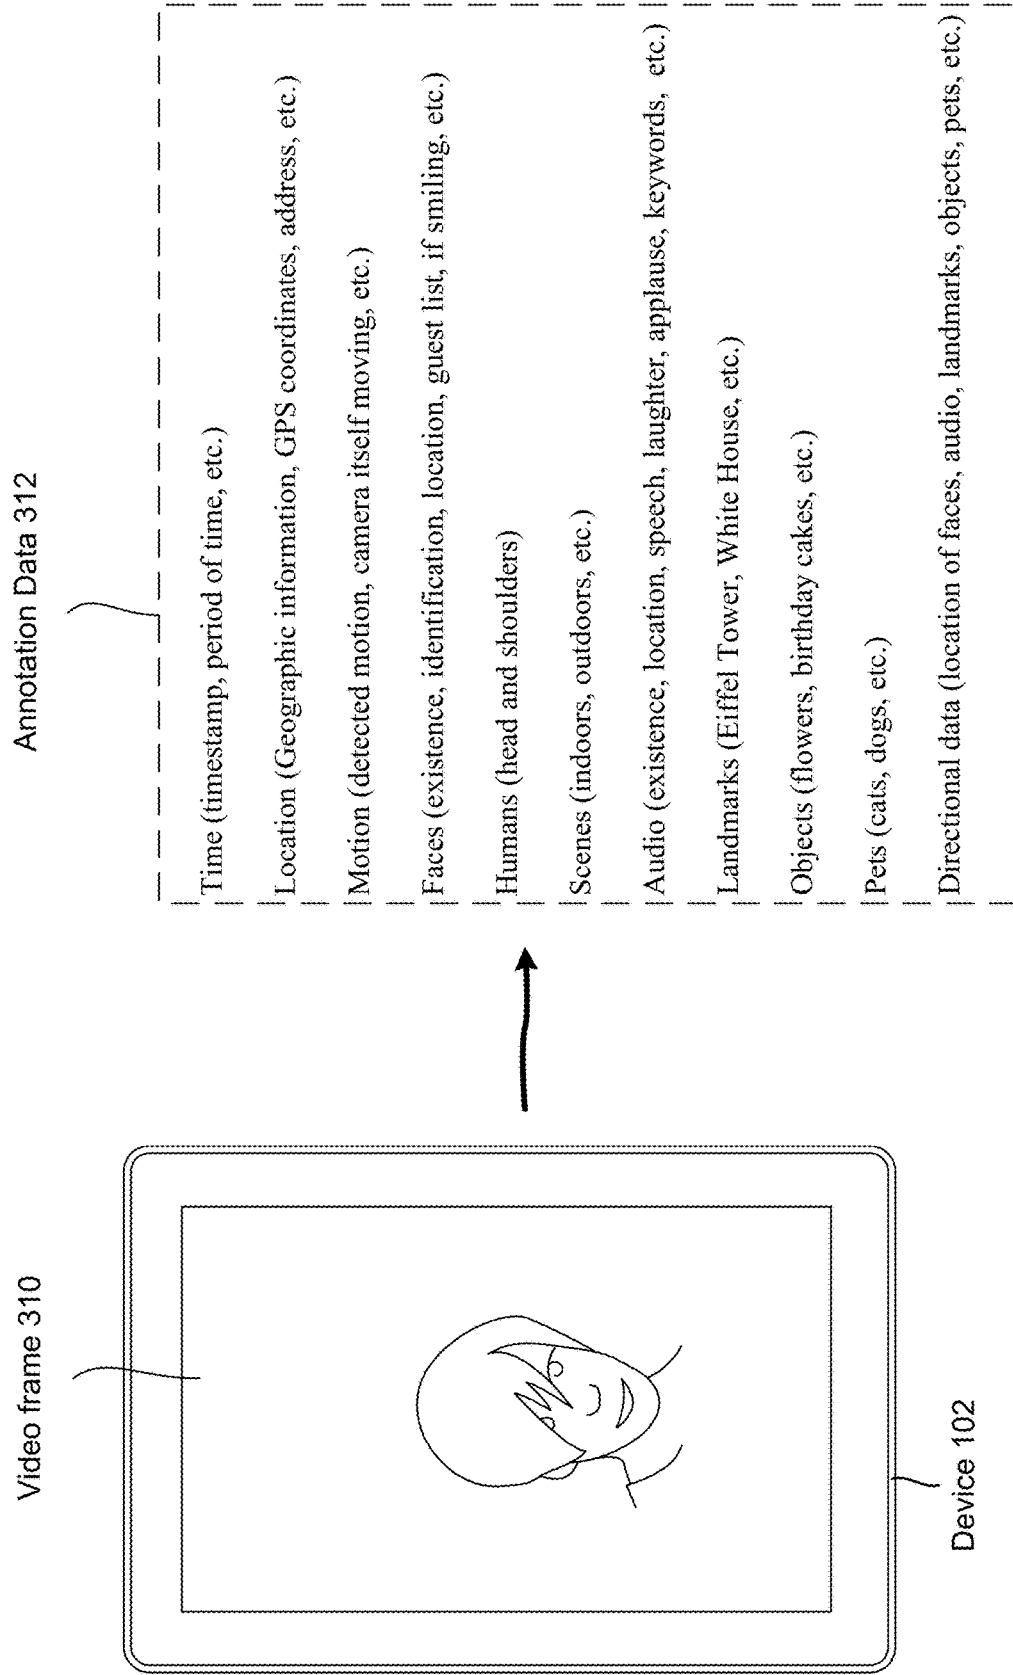 Video frame 310
Device 102
Annotation Data 312
Time (timestamp, period of time, etc.)
Location (Geographic information, GPS coordinates, address, etc.)
Motion (detected motion, camera itself moving, etc.)
Faces (existence, identification, location, guest list, if smiling, etc.)
Humans (head and shoulders)
Scenes (indoors, outdoors, etc.)
Audio (existence, location, speech, laughter, applause, keywords, etc.)
Landmarks (Eiffel Tower, White House, etc.)
Objects (flowers, birthday cakes, etc.)
Pets (cats, dogs, etc.)
Directional data (location of faces, audio, landmarks, objects, pets, etc.)